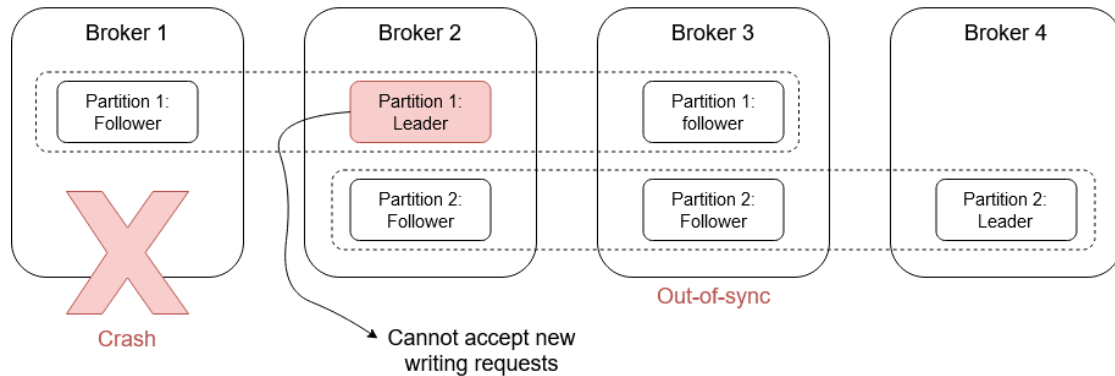 Broker 1
Broker 2
Broker 3
Broker 4
Partition 1:
Follower
Partition 1:
Leader
Partition 1:
follower
Partition 2:
Follower
Partition 2:
Follower
Partition 2:
Leader
Crash
Out-of-sync
Cannot accept new
writing requests